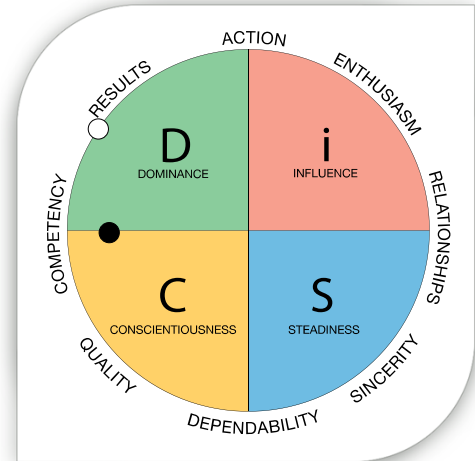 ACTION
RESULTS
ENTHUSIASM
D
DOMINANCE
i
INFLUENCE
COMPETENCY
RELATIONSHIPS
C
CONSCIENTIOUSNESS
S
STEADINESS
QUALITY
SINCERITY
DEPENDABILITY